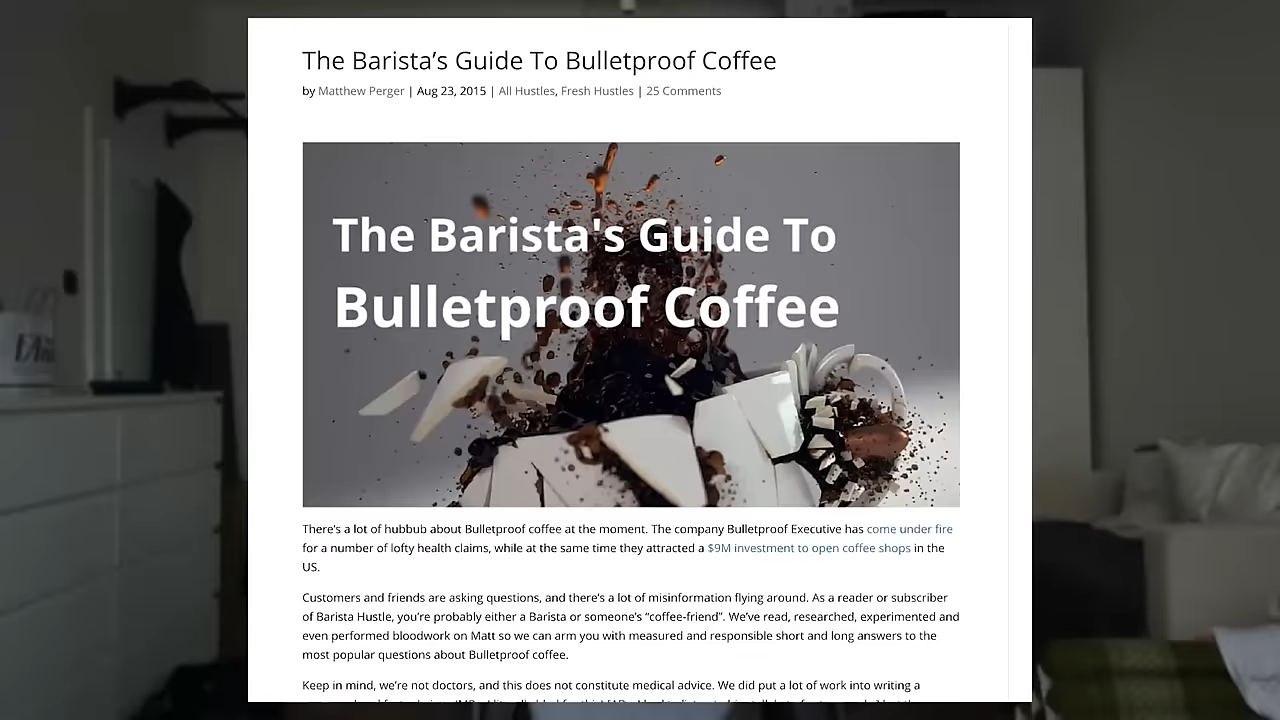 The Barista’s Guide To Bulletproof Coffee
by Matthew Perger | Aug 23, 2015 | All Hustles, Fresh Hustles | 25 Comments
The Barista's Guide To
Bulletproof Coffee
There’s a lot of hubbub about Bulletproof coffee at the moment. The company Bulletproof Executive has come under fire
for a number of lofty health claims, while at the same time they attracted a $9M investment to open coffee shops in the
US.
Customers and friends are asking questions, and there’s a lot of misinformation flying around. As a reader or subscriber
of Barista Hustle, you’re probably either a Barista or someone’s “coffee-friend”. We’ve read, researched, experimented and
even performed bloodwork on Matt so we can arm you with measured and responsible short and long answers to the
most popular questions about Bulletproof coffee.
Keep in mind, we’re not doctors, and this does not constitute medical advice. We did put a lot of work into writing a